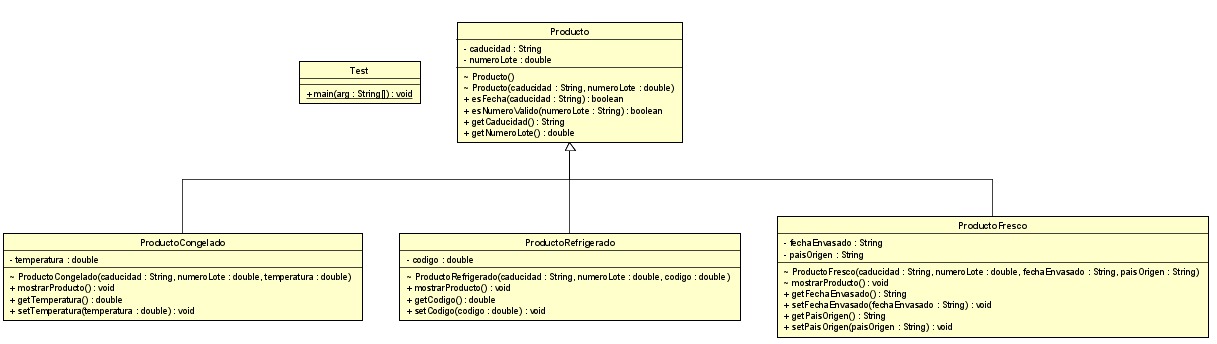 Producto
- caducidad : String
- numeroLote : double
~ Producto()
~ Producto(caducidad : String, numeroLote : double)
+ esFecha(caducidad : String) : boolean
+ esNumeroValido(numeroLote : String) : boolean
+ getCaducidad() : String
+ getNumeroLote() : double
Test
+ main(arg : String[]) : void
ProductoCongelado
- temperatura : double
~ ProductoCongelado(caducidad : String, numeroLote : double, temperatura : double)
+ mostrarProducto() : void
+ getTemperatura() : double
+ setTemperatura(temperatura : double) : void
ProductoRefrigerado
- codigo : double
~ ProductoRefrigerado(caducidad : String, numeroLote : double, codigo : double)
+ mostrarProducto() : void
+ getCodigo() : double
+ setCodigo(codigo : double) : void
ProductoFresco
- fechaEnvasado : String
- paisOrigen : String
~ ProductoFresco(caducidad : String, numeroLote : double, fechaEnvasado : String, paisOrigen : String)
~ mostrarProducto() : void
+ getFechaEnvasado() : String
+ setFechaEnvasado(fechaEnvasado : String) : void
+ getPaisOrigen() : String
+ setPaisOrigen(paisOrigen : String) : void